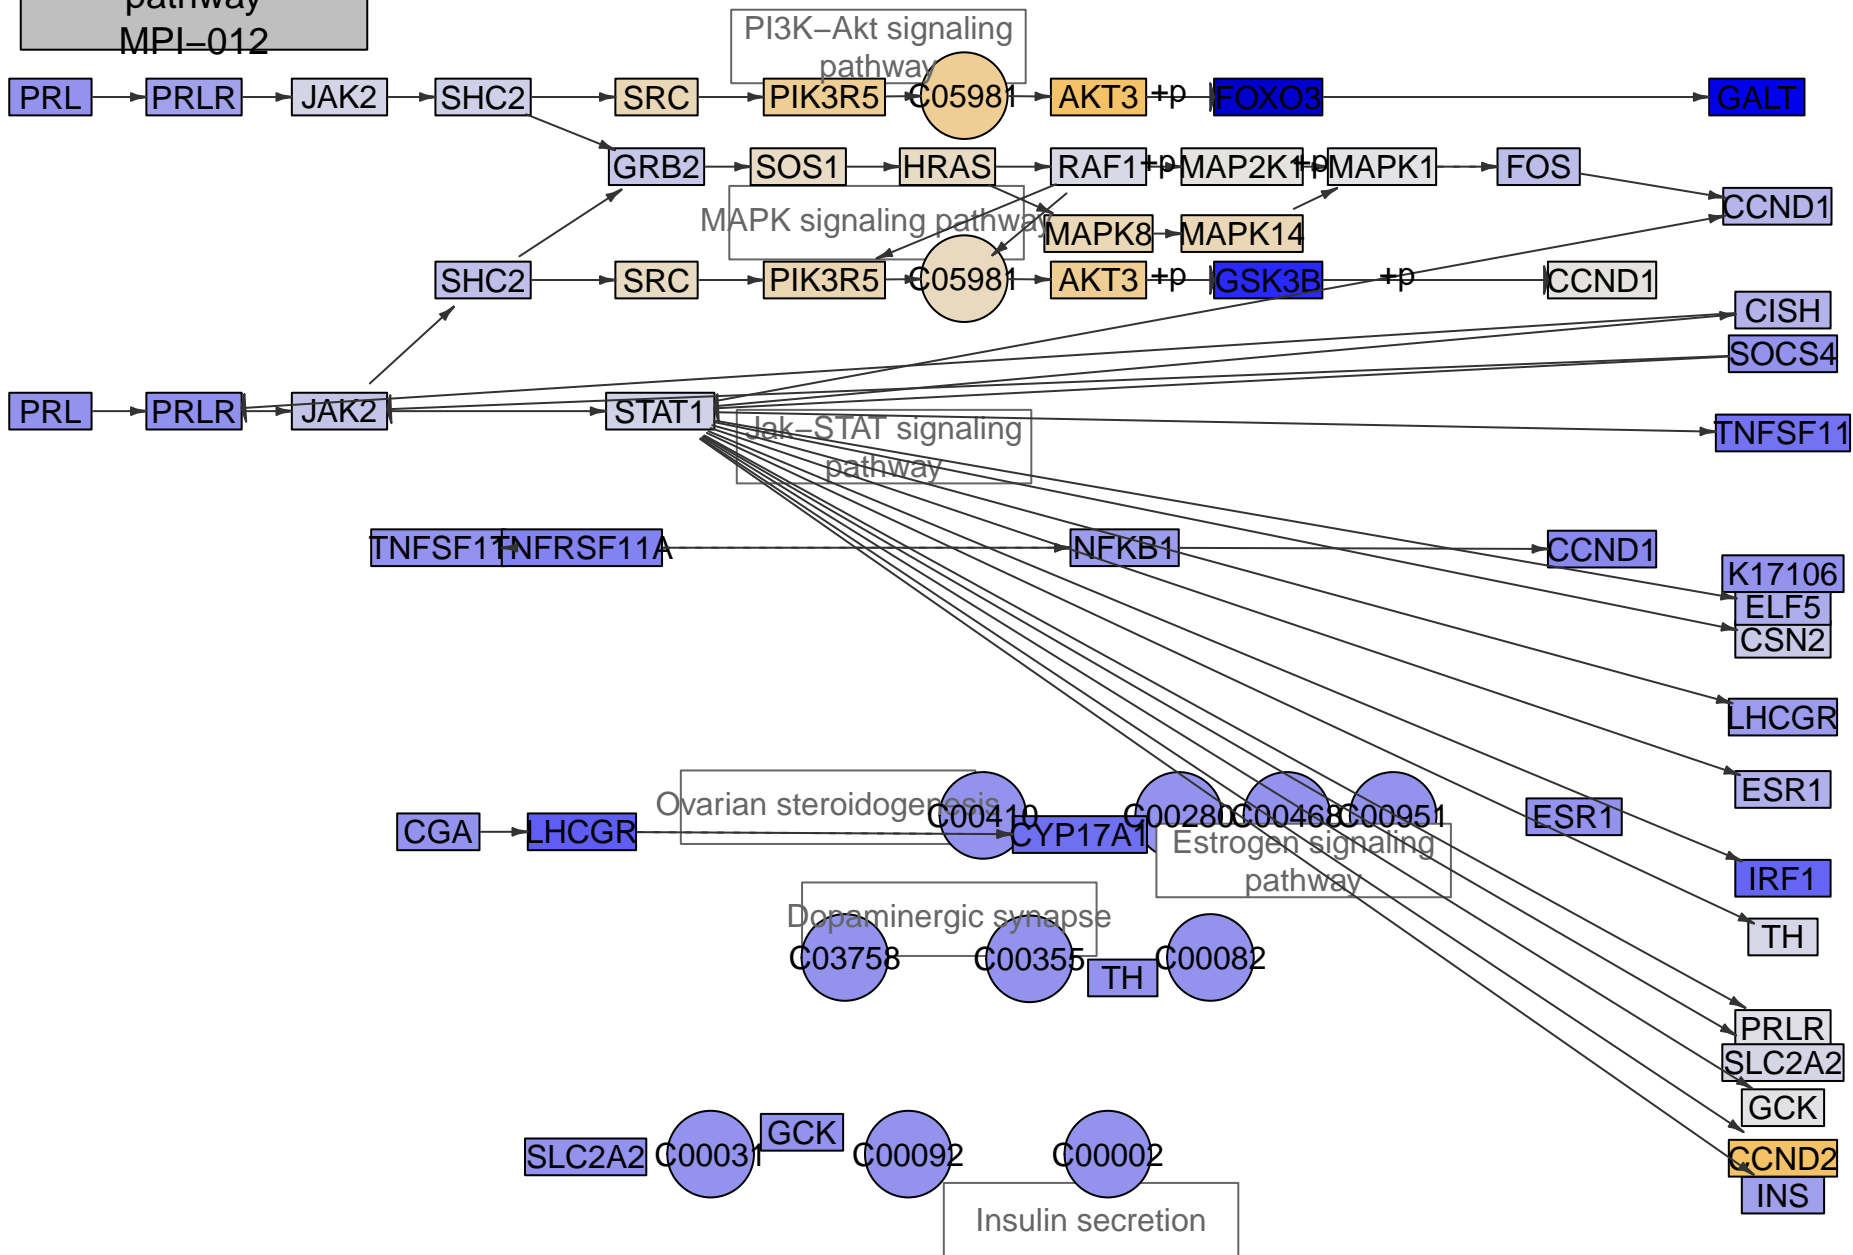 pathway
MPI−012
PI3K−Akt signaling
pathway
PRL
PRLR
JAK2
SHC2
SRC
PIK3R5
C05981
AKT3
+p
FOXO3
GALT
GRB2
SOS1
HRAS
RAF1
+p
MAP2K1
+p
MAPK1
FOS
CCND1
MAPK signaling pathway
MAPK8
MAPK14
SHC2
SRC
PIK3R5
C05981
AKT3
+p
GSK3B
+p
CCND1
CISH
SOCS4
PRL
PRLR
JAK2
STAT1
Jak−STAT signaling
pathway
TNFSF11
TNFSF11
TNFRSF11A
NFKB1
CCND1
K17106
ELF5
CSN2
LHCGR
ESR1
Ovarian steroidogenesis
C00410
C00280
C00468
C00951
ESR1
CGA
LHCGR
CYP17A1
Estrogen signaling
pathway
IRF1
Dopaminergic synapse
TH
C03758
C00355
TH
C00082
PRLR
SLC2A2
GCK
SLC2A2
C00031
GCK
C00092
C00002
CCND2
INS
Insulin secretion